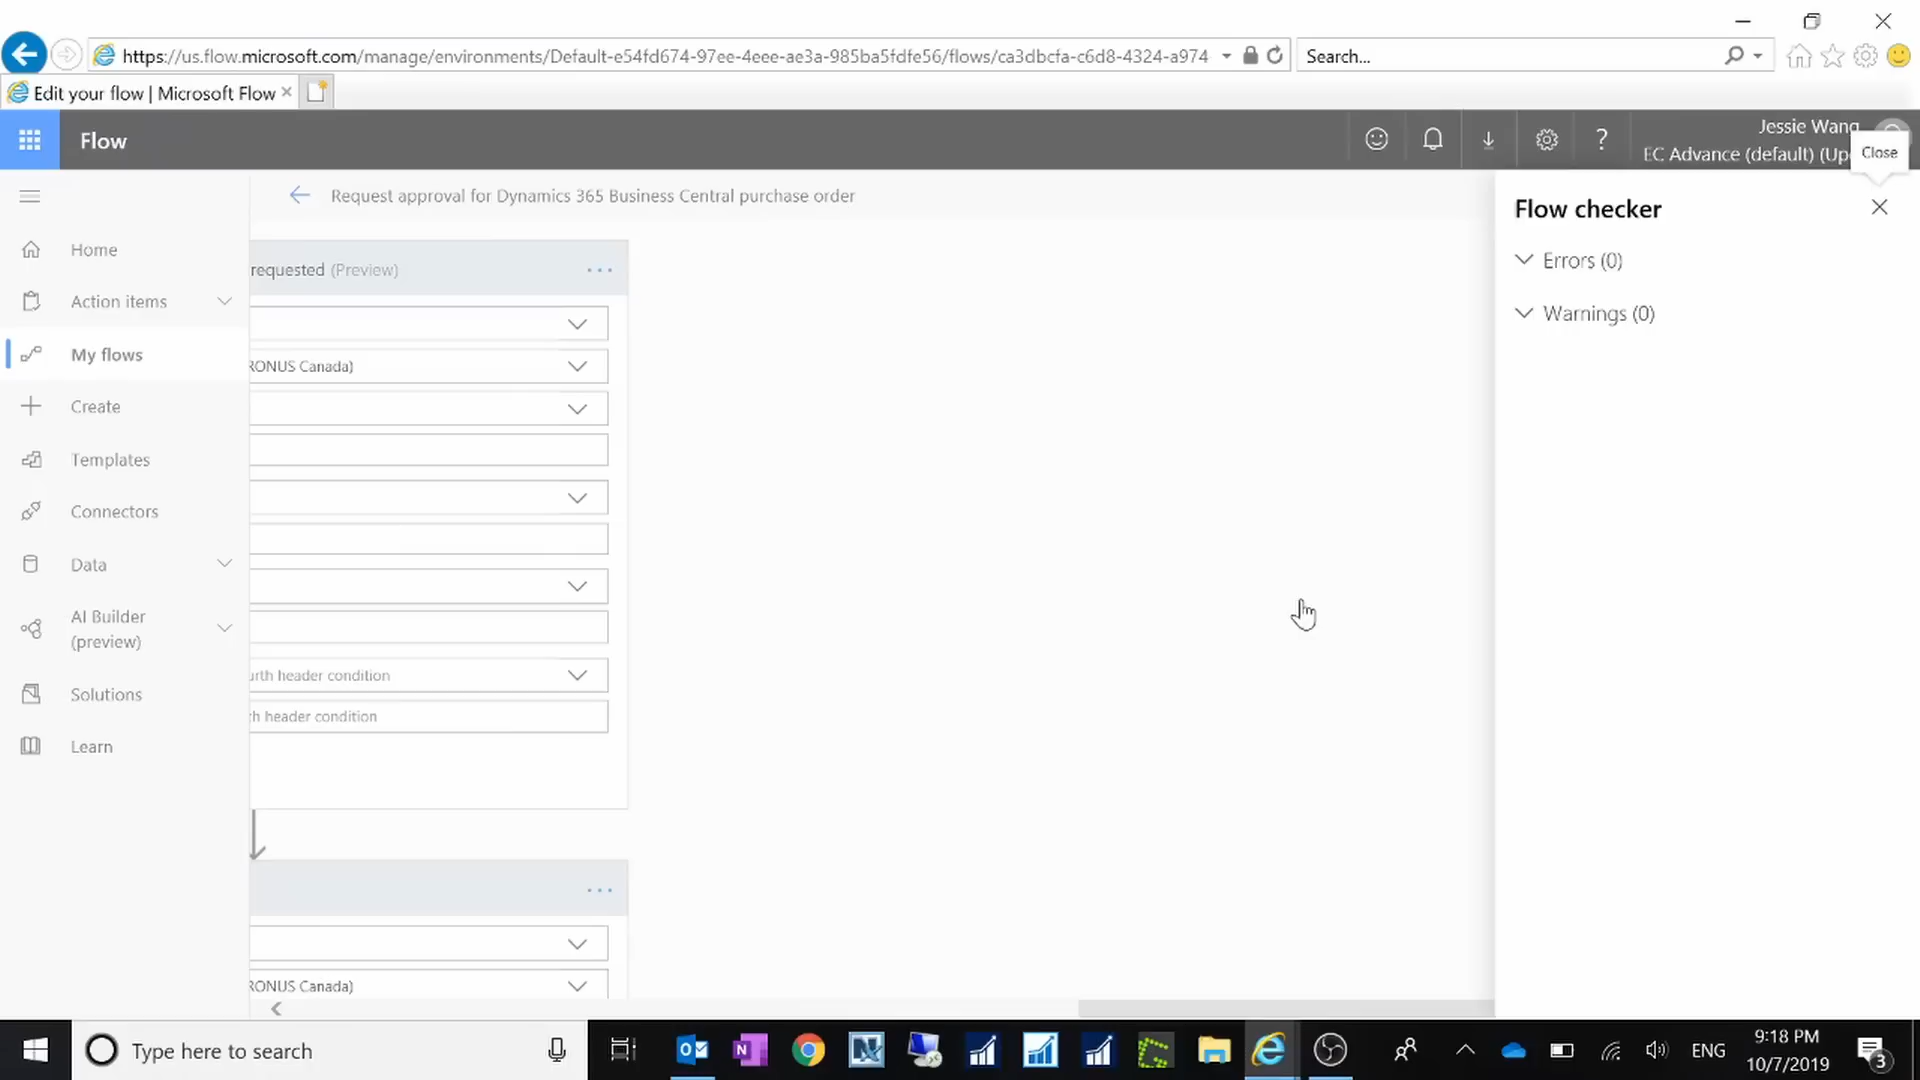 https://us.flow.microsoft.com/manage/environments/Default-e54fd674-97ee-4eee-ae3a-985ba5fdfe56/flows/ca3dbcfa-c6d8-4324-a974
Search...
Edit your flow | Microsoft Flow
Flow
?
Jessie Wang
EC Advance (default) (Up
Close
Request approval for Dynamics 365 Business Central purchase order
Flow checker
Errors (0)
Warnings (0)
Home
Action items
My flows
Create
Templates
Connectors
Data
AI Builder
(preview)
Solutions
Learn
requested (Preview)
RONUS Canada)
urth header condition
th header condition
RONUS Canada)
Type here to search
ENG
9:18 PM
10/7/2019
3